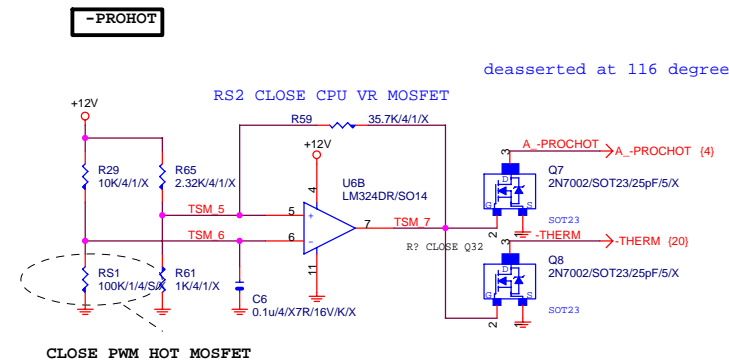 -PROHOT
deasserted at 116 degree
RS2 CLOSE CPU VR MOSFET
+12V
R59
35.7K/4/1/X
+12V
A_-PROCHOT
A_-PROCHOT {4}
3
R29
10K/4/1/X
R65
2.32K/4/1/X
Q7
2N7002/SOT23/25pF/5/X
D
G
S
U6B
LM324DR/SO14
4
TSM_5
5
+
7
TSM_7
SOT23
2
1
TSM_6
6
-
11
R? CLOSE Q32
-THERM
-THERM {20}
3
Q8
2N7002/SOT23/25pF/5/X
D
G
S
SOT23
2
1
RS1
100K/1/4/S/X
R61
1K/4/1/X
C6
0.1u/4/X7R/16V/K/X
CLOSE PWM HOT MOSFET